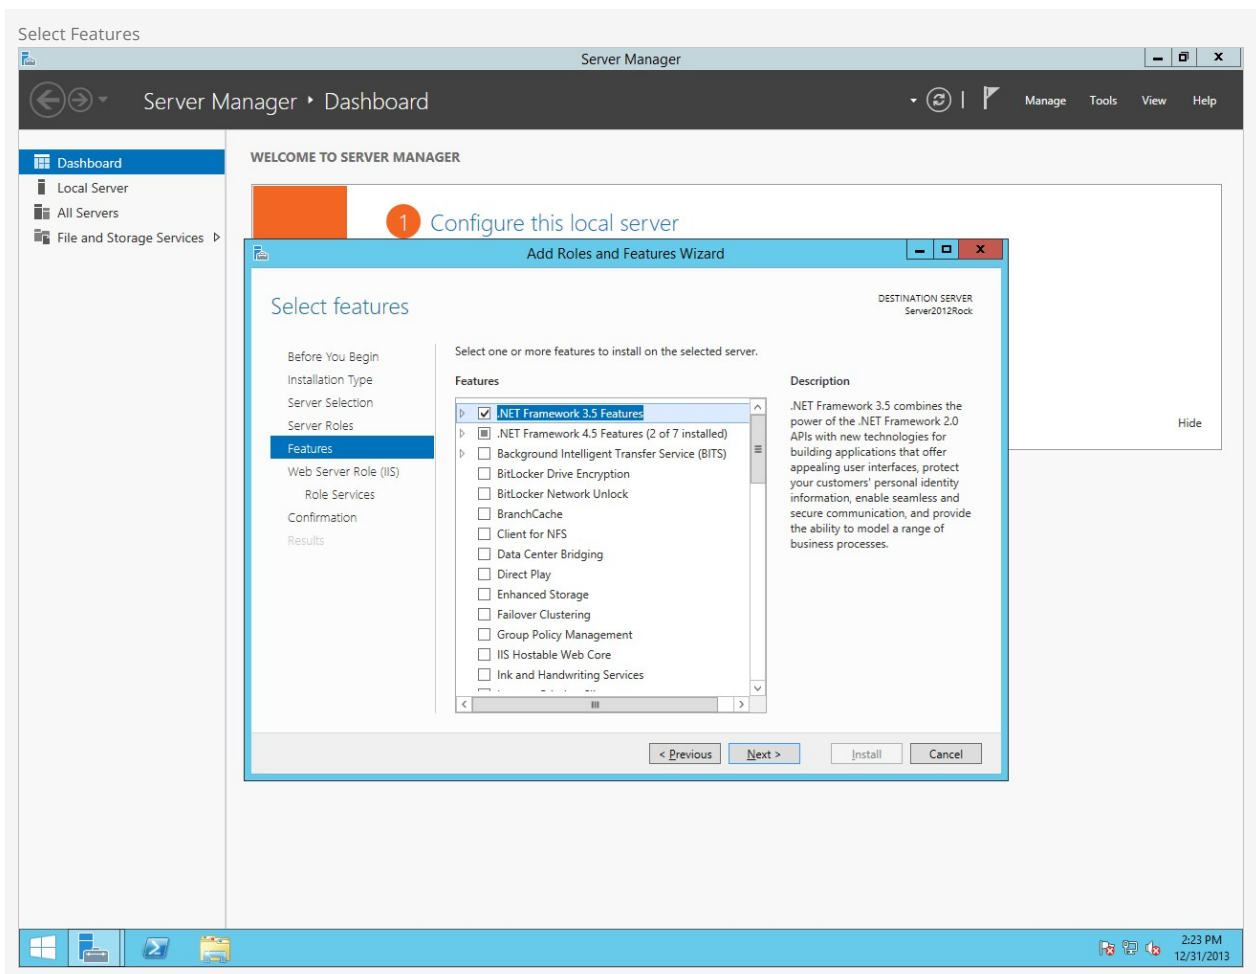 Select Features
Server Manager
Server Manager • Dashboard
Manage Tools View Help
Dashboard
Local Server
All Servers
File and Storage Services
WELCOME TO SERVER MANAGER
1 Configure this local server
Add Roles and Features Wizard
Select features
DESTINATION SERVER
Server2012Rock
Before You Begin
Installation Type
Server Selection
Server Roles
Features
Web Server Role (IIS)
Role Services
Confirmation
Results
Select one or more features to install on the selected server.
Features
.NET Framework 3.5 Features
.NET Framework 4.5 Features (2 of 7 installed)
Background Intelligent Transfer Service (BITS)
BitLocker Drive Encryption
BitLocker Network Unlock
BranchCache
Client for NFS
Data Center Bridging
Direct Play
Enhanced Storage
Failover Clustering
Group Policy Management
IIS Hostable Web Core
Ink and Handwriting Services
Description
.NET Framework 3.5 combines the
power of the .NET Framework 2.0
APIs with new technologies for
building applications that offer
appealing user interfaces, protect
your customers' personal identity
information, enable seamless and
secure communication, and provide
the ability to model a range of
business processes.
Hide
< Previous Next > Install Cancel
2:23 PM
12/31/2013